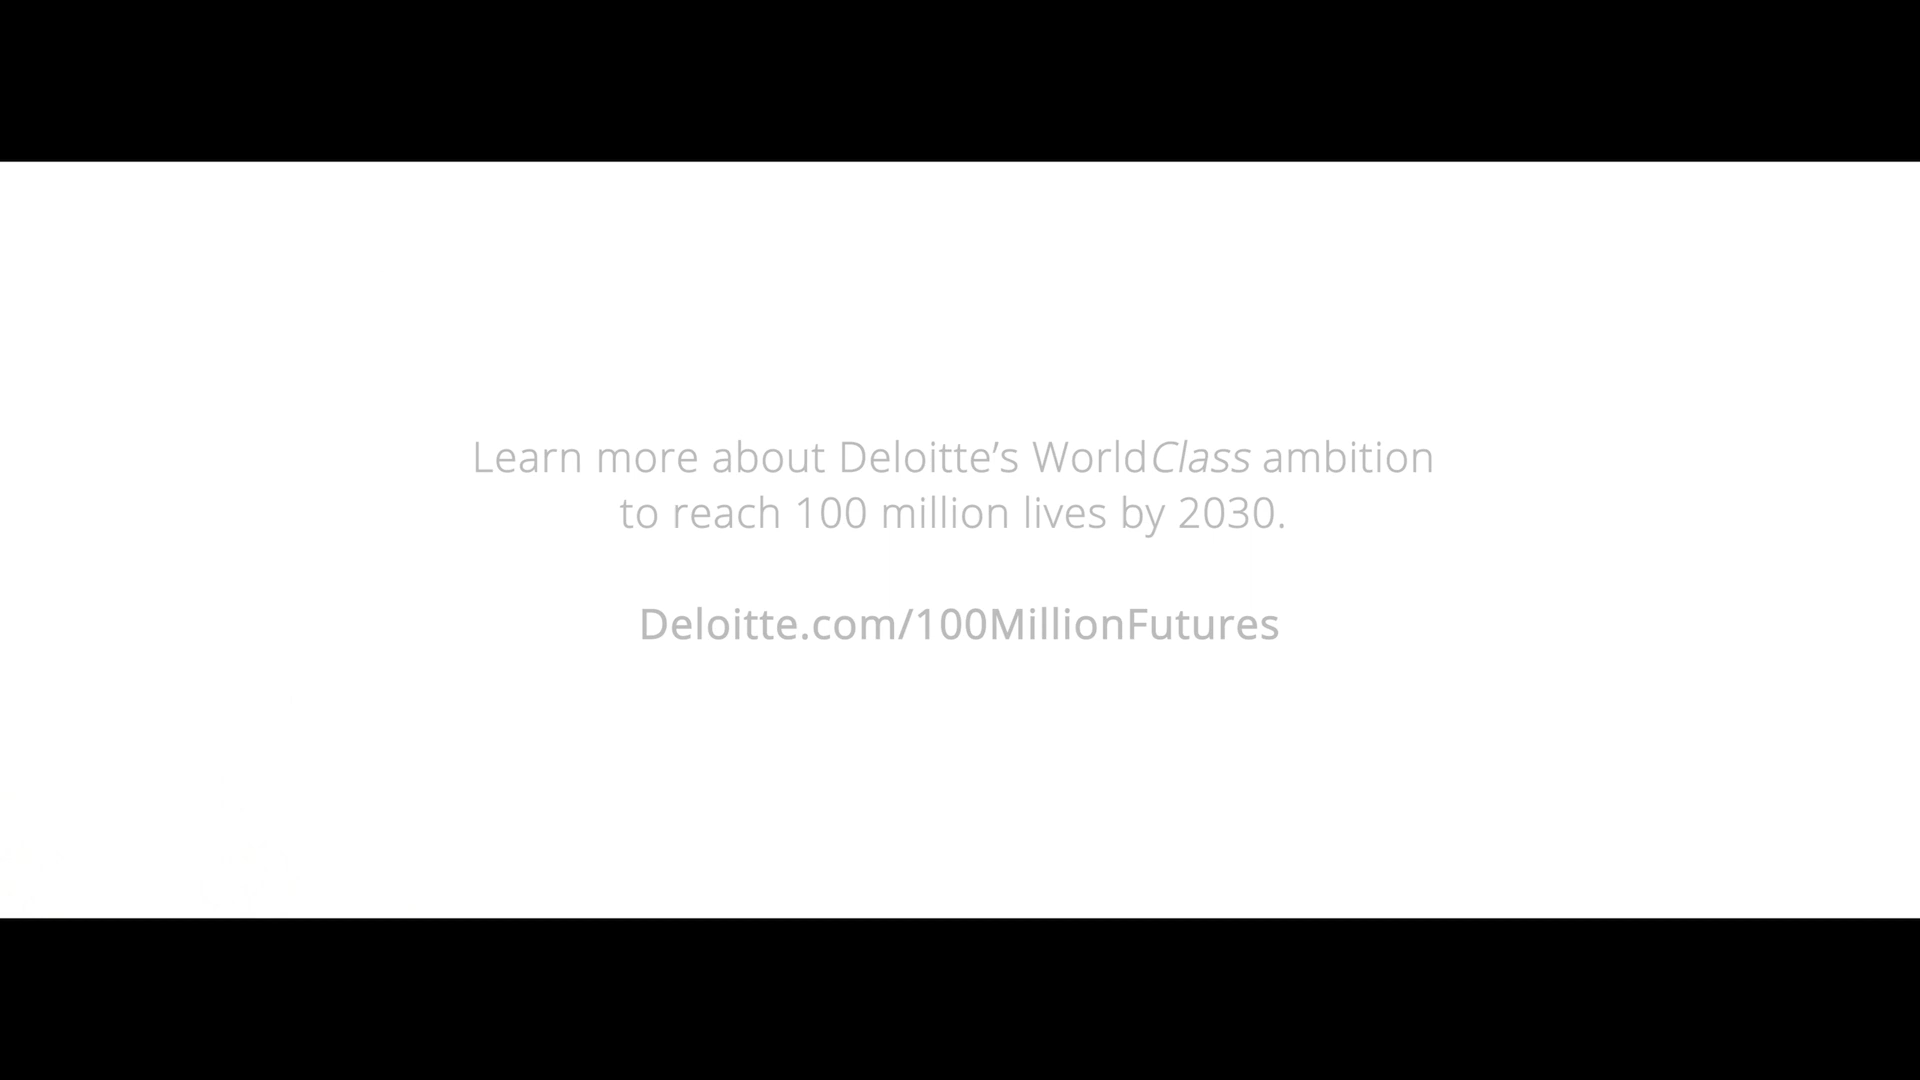 Learn more about Deloitte’s WorldClass ambition
to reach 100 million lives by 2030.
Deloitte.com/100MillionFutures